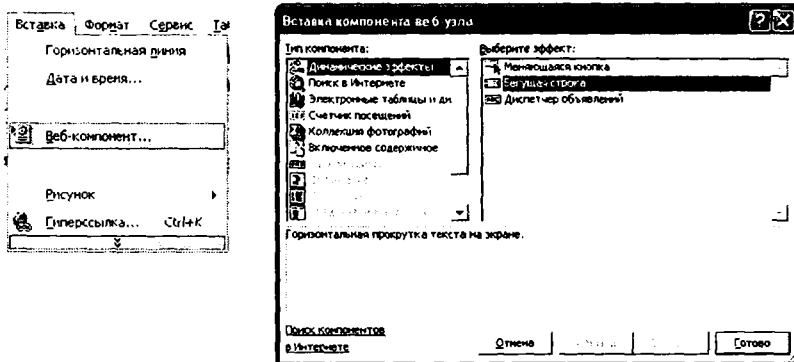 Вставка Формат Сервис
Горизонтальная линия
Дата и время...
Веб-компонент...
Рисунок
Гиперссылка... Ctrl+K
Вставка компонента веб-узла
Тип компонента:
Динамические эффекты
Поиск в Интернете
Электронные таблицы и ди
Счетчик посещений
Коллекция фотографий
Включенное содержимое
Выберите эффект:
Меняющаяся кнопка
Бегущая строка
Диспетчер объявлений
Горизонтальная прокрутка текста на экране.
Поиск компонентов
в Интернете
Отмена
Готово